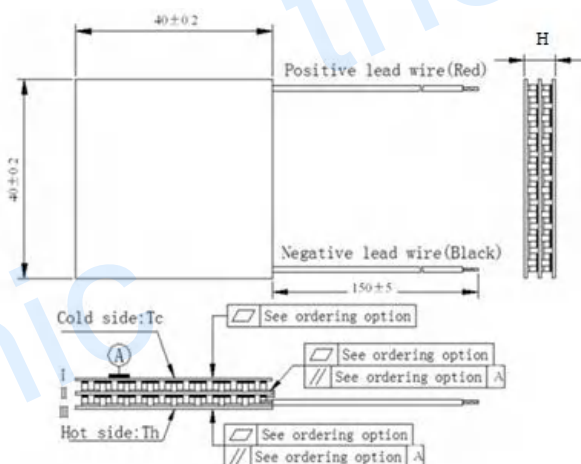 40±0.2
H
Positive lead wire(Red)
40±0.2
Negative lead wire(Black)
150±5
Cold side:Tc
See ordering option
A
See ordering option
I
// See ordering option A
II
III
Hot side:Th
See ordering option
// See ordering option A